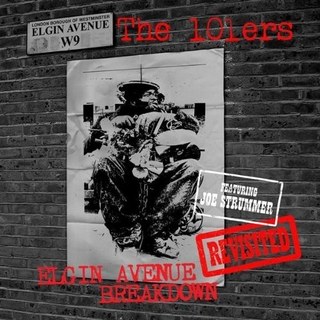 LONDON BOROUGH OF WESTMINSTER
ELGIN AVENUE
W9
The 101ers
FEATURING
JOE STRUMMER
REVISITED
ELGIN AVENUE
BREAKDOWN